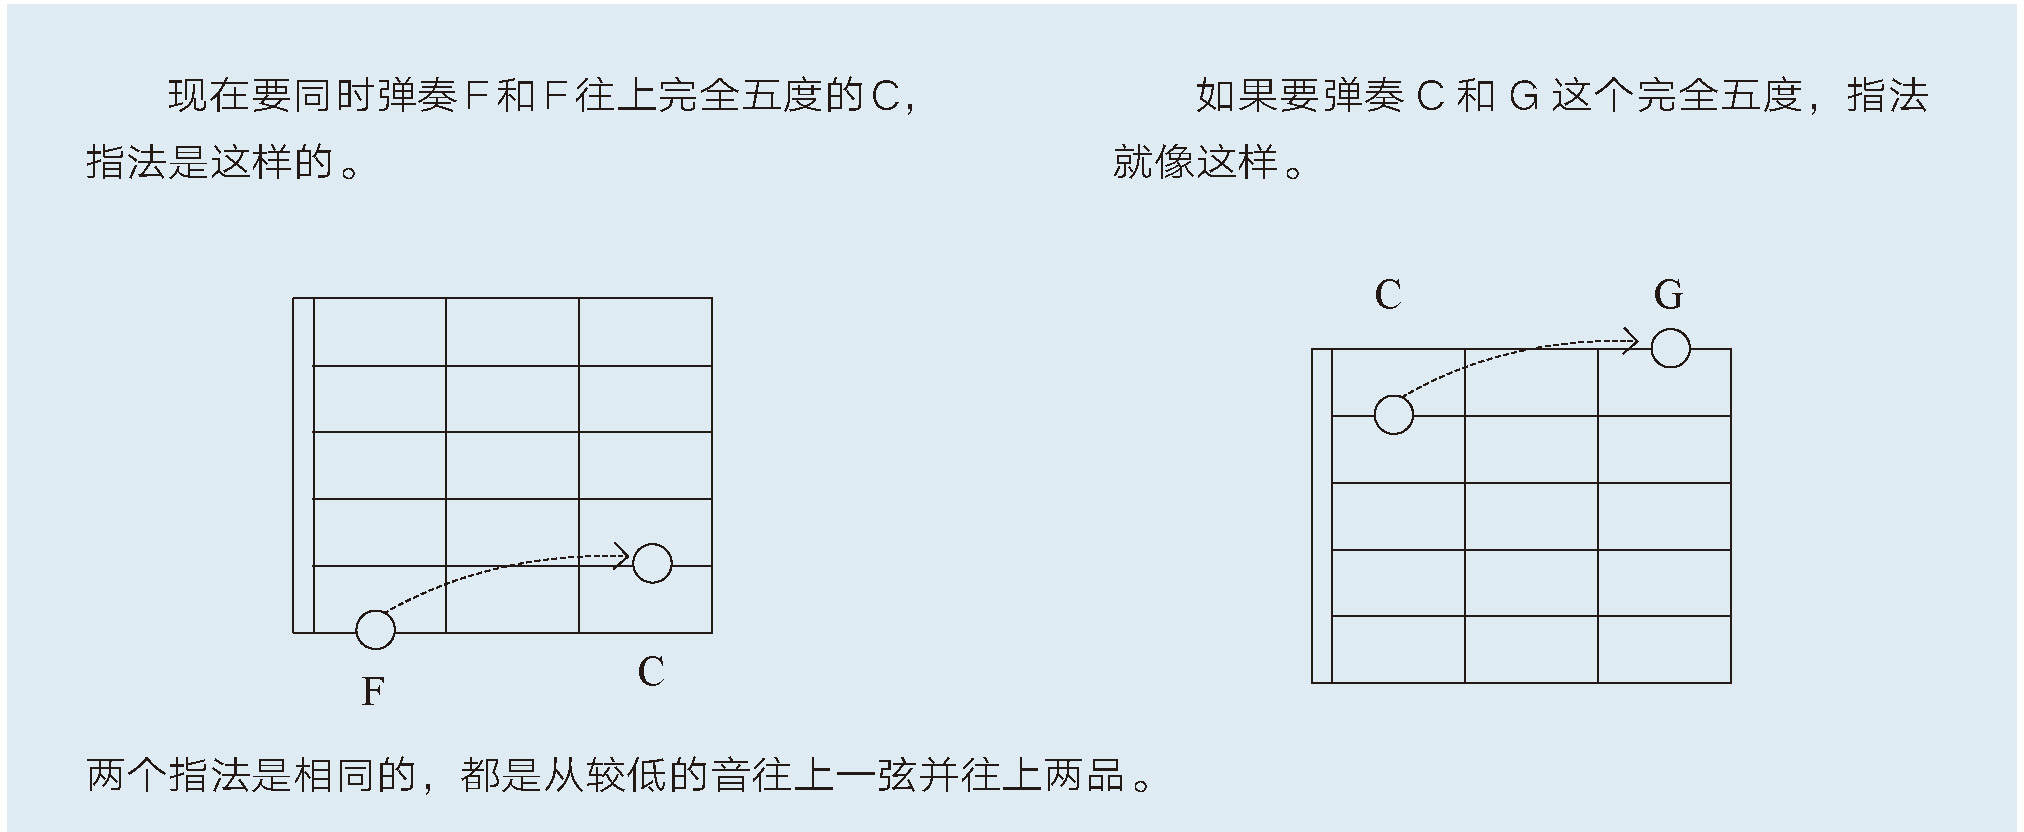 现在要同时弹奏F和F往上完全五度的C，
指法是这样的。
如果要弹奏 C 和 G 这个完全五度，指法
就像这样。
C G
C
F
两个指法是相同的，都是从较低的音往上一弦并往上两品。